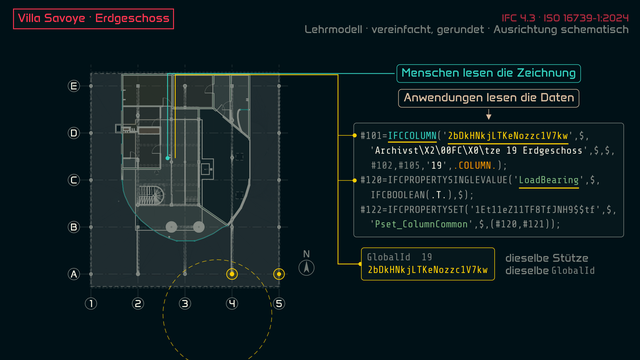 Villa Savoye · Erdgeschoss
IFC 4.3 · ISO 16739-1:2024
Lehrmodell · vereinfacht, gerundet · Ausrichtung schematisch
Menschen lesen die Zeichnung
Anwendungen lesen die Daten
#101=IFCCOLUMN('2bDkHNkjLTKeNozzc1V7kw',$,
'Archivst\X2\00FC\X0\tze 19 Erdgeschoss',$,$,
#102,#105,'19',.COLUMN.);
#120=IFCPROPERTYSINGLEVALUE('LoadBearing',$,
IFCBOOLEAN(.T.),$);
#122=IFCPROPERTYSET('1Et11eZ11TF8TfJNH9$$tf',$,
'Pset_ColumnCommon',$,(#120,#121));
GlobalId 19
2bDkHNkjLTKeNozzc1V7kw
dieselbe Stütze
dieselbe GlobalId
E
D
C
B
A
N
1 2 3 4 5